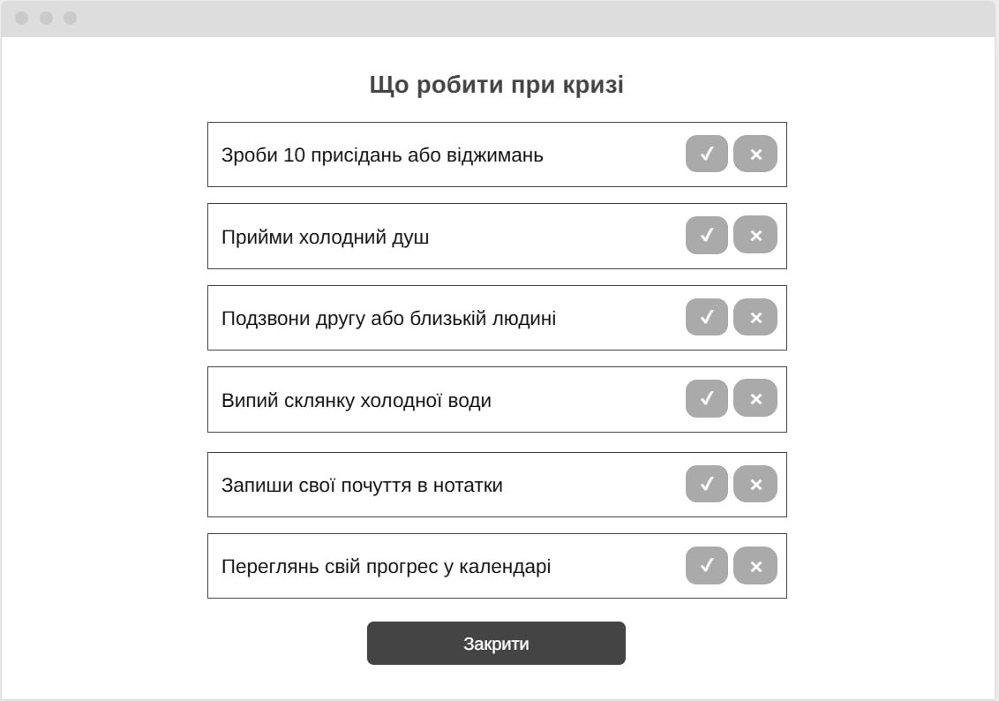 Що робити при кризі
Зроби 10 присідань або віджимань
Прийми холодний душ
Подзвони другу або близькій людині
Випий склянку холодної води
Запиши свої почуття в нотатки
Переглянь свій прогрес у календарі
Закрити